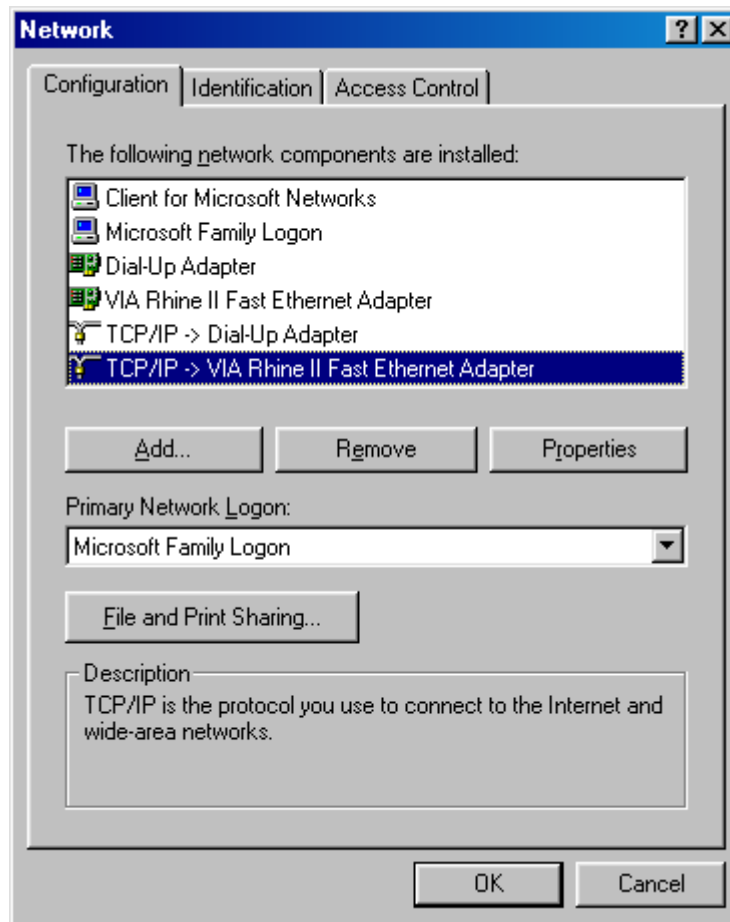 Network
Configuration Identification Access Control
The following network components are installed:
Client for Microsoft Networks
Microsoft Family Logon
Dial-Up Adapter
VIA Rhine II Fast Ethernet Adapter
TCP/IP -> Dial-Up Adapter
TCP/IP -> VIA Rhine II Fast Ethernet Adapter
Add... Remove Properties
Primary Network Logon:
Microsoft Family Logon
File and Print Sharing...
Description
TCP/IP is the protocol you use to connect to the Internet and
wide-area networks.
OK Cancel